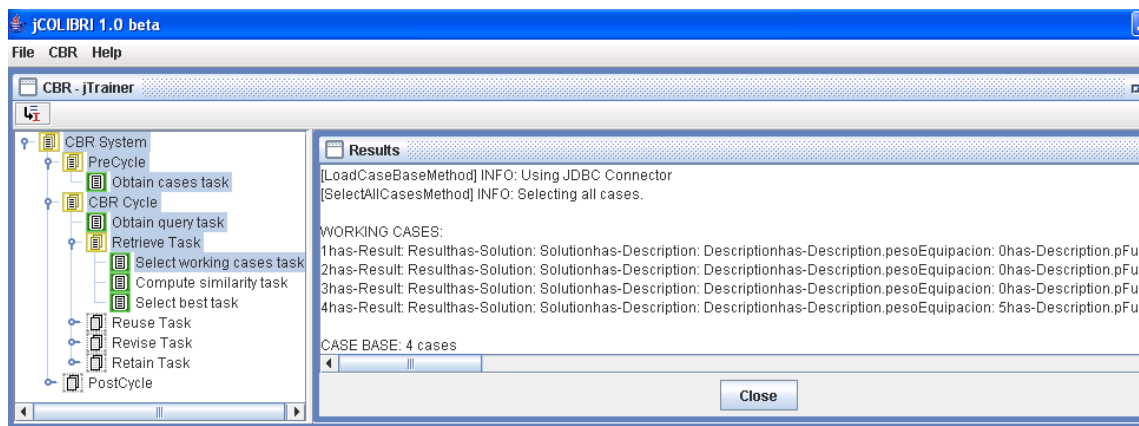 jCOLIBRI 1.0 beta
File CBR Help
CBR - jTrainer
CBR System
PreCycle
Obtain cases task
CBR Cycle
Obtain query task
Retrieve Task
Select working cases task
Compute similarity task
Select best task
Reuse Task
Revise Task
Retain Task
PostCycle
Results
[LoadCaseBaseMethod] INFO: Using JDBC Connector
[SelectAllCasesMethod] INFO: Selecting all cases.
WORKING CASES:
1has-Result: Resulthas-Solution: Solutionhas-Description: Descriptionhas-Description.pesoEquipacion: 0has-Description.pFu
2has-Result: Resulthas-Solution: Solutionhas-Description: Descriptionhas-Description.pesoEquipacion: 0has-Description.pFu
3has-Result: Resulthas-Solution: Solutionhas-Description: Descriptionhas-Description.pesoEquipacion: 0has-Description.pFu
4has-Result: Resulthas-Solution: Solutionhas-Description: Descriptionhas-Description.pesoEquipacion: 5has-Description.pFu
CASE BASE: 4 cases
Close